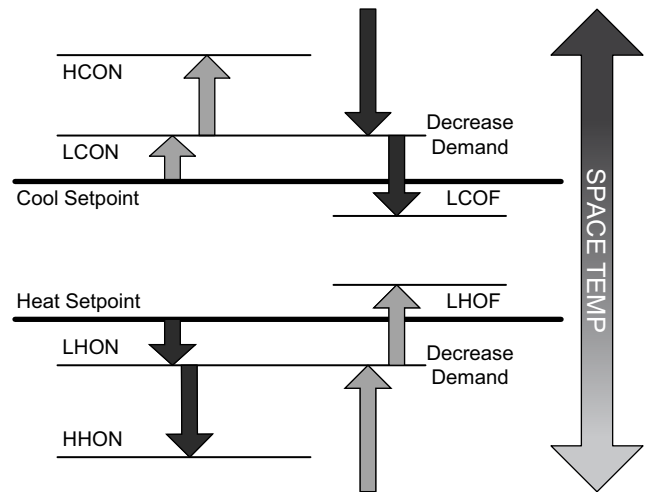 HCON
Decrease
Demand
LCON
Cool Setpoint
LCOF
Heat Setpoint
LHOF
LHON
Decrease
Demand
HHON
SPACE TEMP